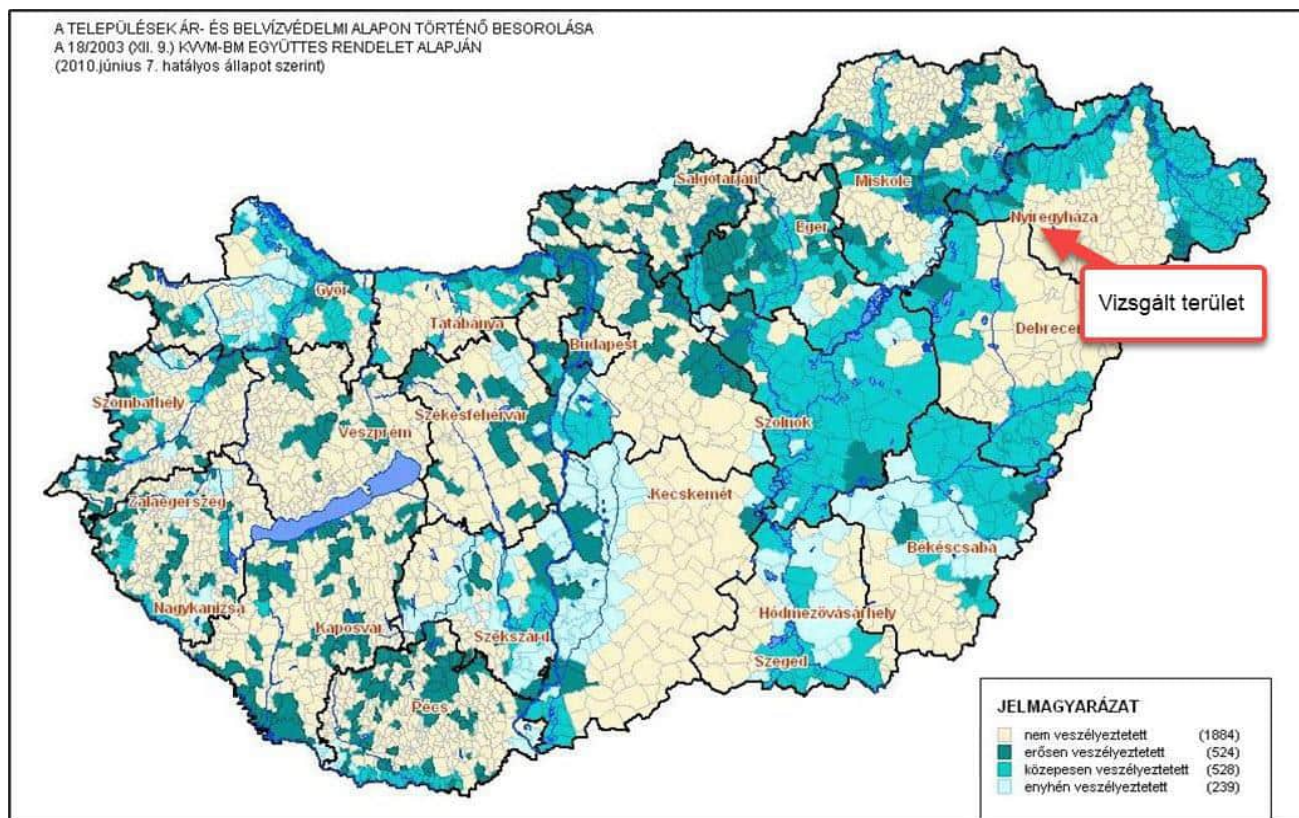 A TELEPÜLÉSEK ÁR- ÉS BELVÍZVÉDELMI ALAPON TÖRTÉNŐ BESOROLÁSA
A 18/2003 (XII. 9.) KVVM-BM EGYÜTTES RENDELET ALAPJÁN
(2010.június 7. hatályos állapot szerint)
Salgótarján
Miskolc
Nyíregyháza
Eger
Győr
Vizsgált terület
Tatabánya
Debrecen
Budapest
Szombathely
Székesfehérvár
Szolnok
Veszprém
Kecskemét
Zalaegerszeg
Békéscsaba
Nagykanizsa
Hódmezővásárhely
Kaposvár
Székszárd
Szeged
Pécs
JELMAGYARÁZAT
nem veszélyeztetett (1884)
erősen veszélyeztetett (524)
közepesen veszélyeztetett (528)
enyhén veszélyeztetett (239)